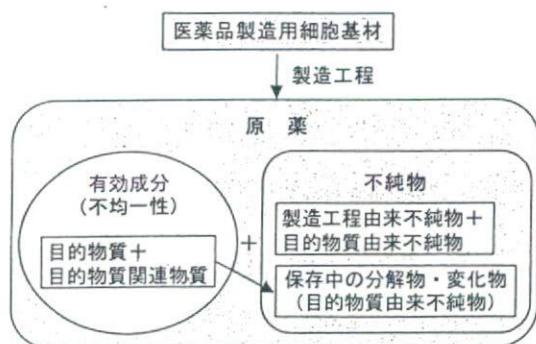 医薬品製造用細胞基材
製造工程
原薬
有効成分
(不均一性)
目的物質+
目的物質関連物質
+
不純物
製造工程由来不純物+
目的物質由来不純物
保存中の分解物・変化物
(目的物質由来不純物)